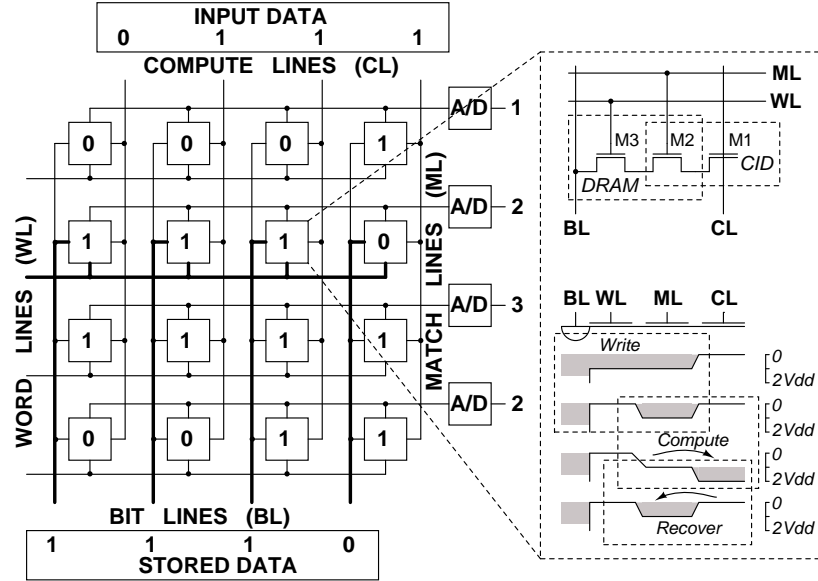 INPUT DATA
0 1 1 1
COMPUTE LINES (CL)
A/D 1
0 0 0 1
A/D 2
1 1 1 0
A/D 3
1 1 1 1
A/D 2
0 0 1 1
WORD LINES (WL)
MATCH LINES (ML)
BIT LINES (BL)
1 1 1 0
STORED DATA
ML
WL
M3 M2 M1
CID
DRAM
BL CL
BL WL ML CL
Write
0
2Vdd
0
2Vdd
Compute
0
2Vdd
0
Recover
2Vdd